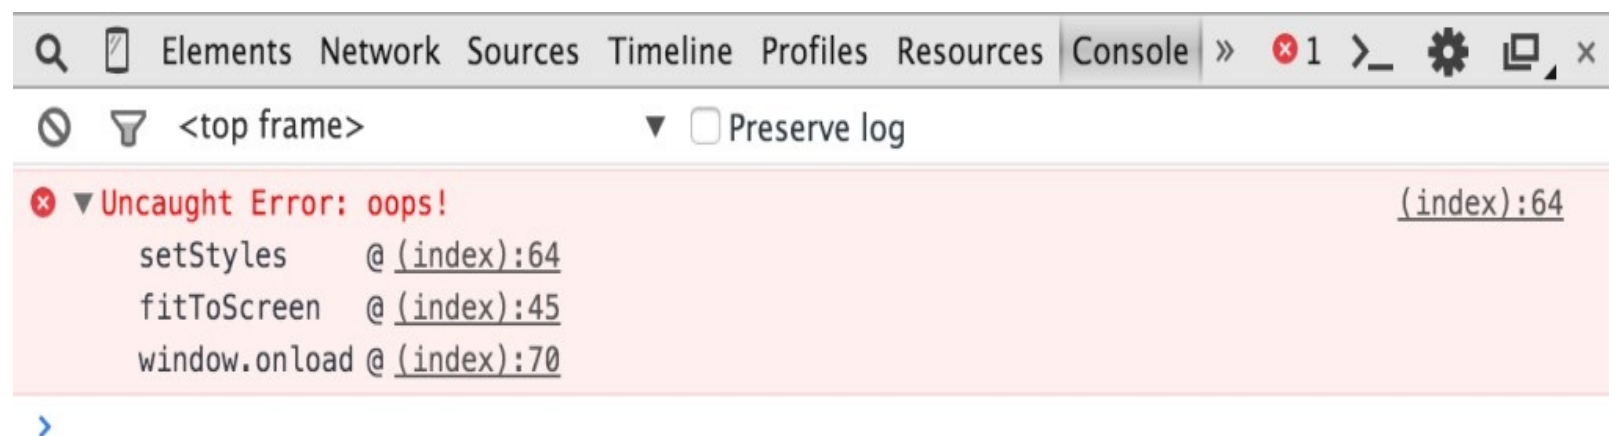 Elements Network Sources Timeline Profiles Resources Console » 1
<top frame> ▼ Preserve log
▼ Uncaught Error: oops! (index):64
setStyles @ (index):64
fitToScreen @ (index):45
window.onload @ (index):70